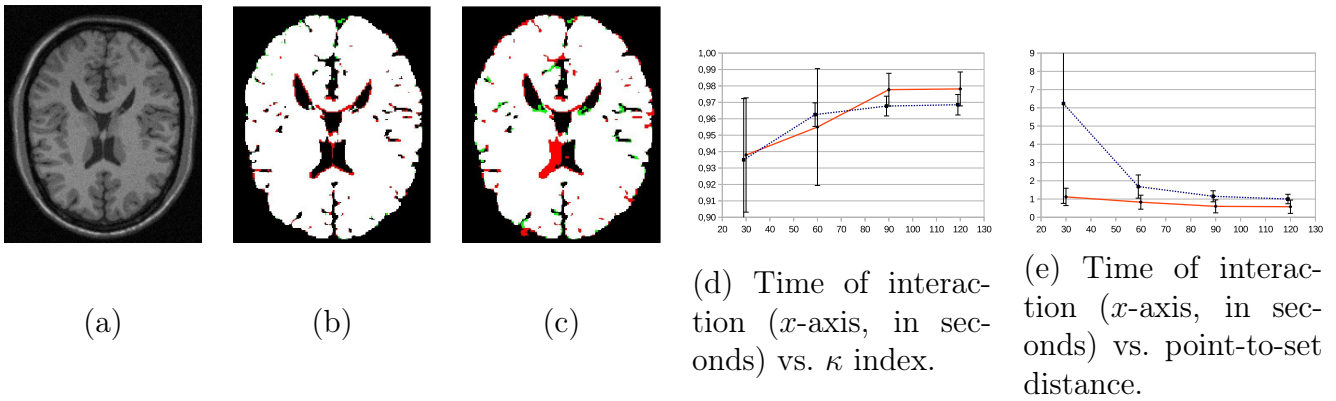 (a)
(b)
(c)
1,00
0,99
0,98
0,97
0,96
0,95
0,94
0,93
0,92
0,91
0,90
20 30 40 50 60 70 80 90 100 110 120 130
(d) Time of interac-
tion (x-axis, in sec-
onds) vs. κ index.
9
8
7
6
5
4
3
2
1
0
20 30 40 50 60 70 80 90 100 110 120 130
(e) Time of interac-
tion (x-axis, in sec-
onds) vs. point-to-set
distance.